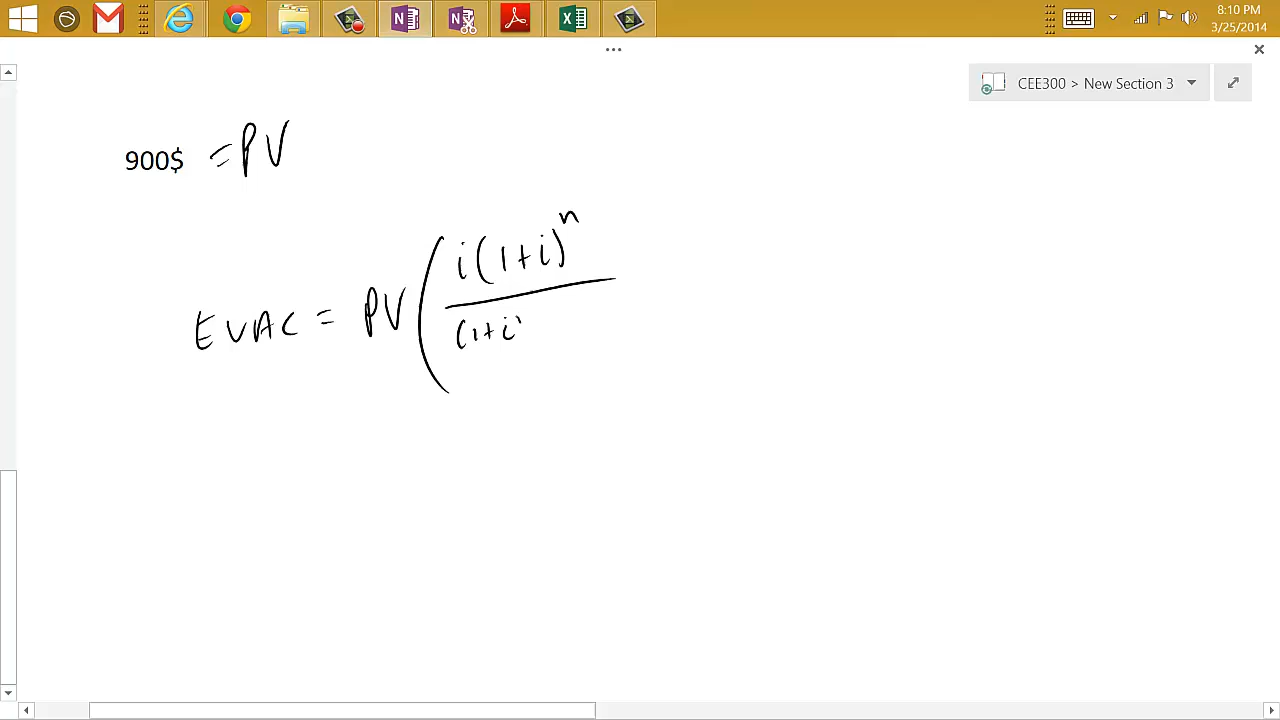 8:10 PM
3/25/2014
CEE300 > New Section 3
900$ = PV
EVAC = PV ( i(1+i)^n
(1+i)